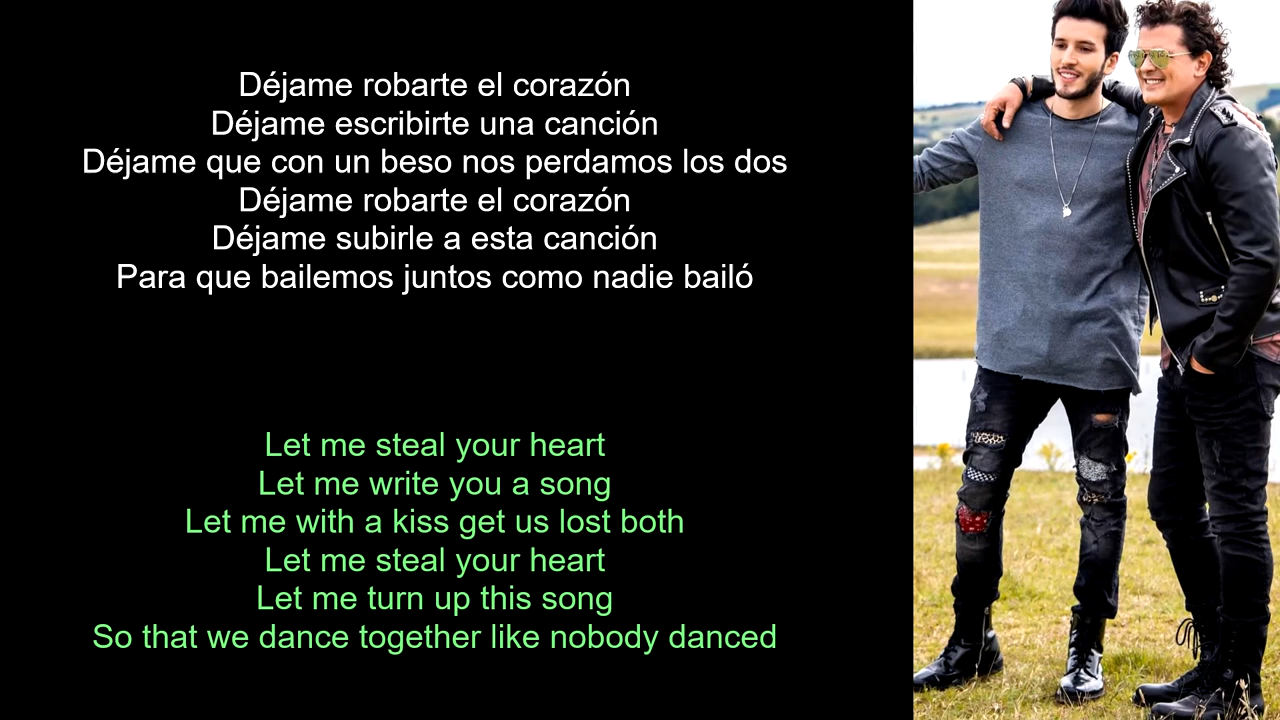 Déjame robarte el corazón
Déjame escribirte una canción
Déjame que con un beso nos perdamos los dos
Déjame robarte el corazón
Déjame subirle a esta canción
Para que bailemos juntos como nadie bailó
Let me steal your heart
Let me write you a song
Let me with a kiss get us lost both
Let me steal your heart
Let me turn up this song
So that we dance together like nobody danced